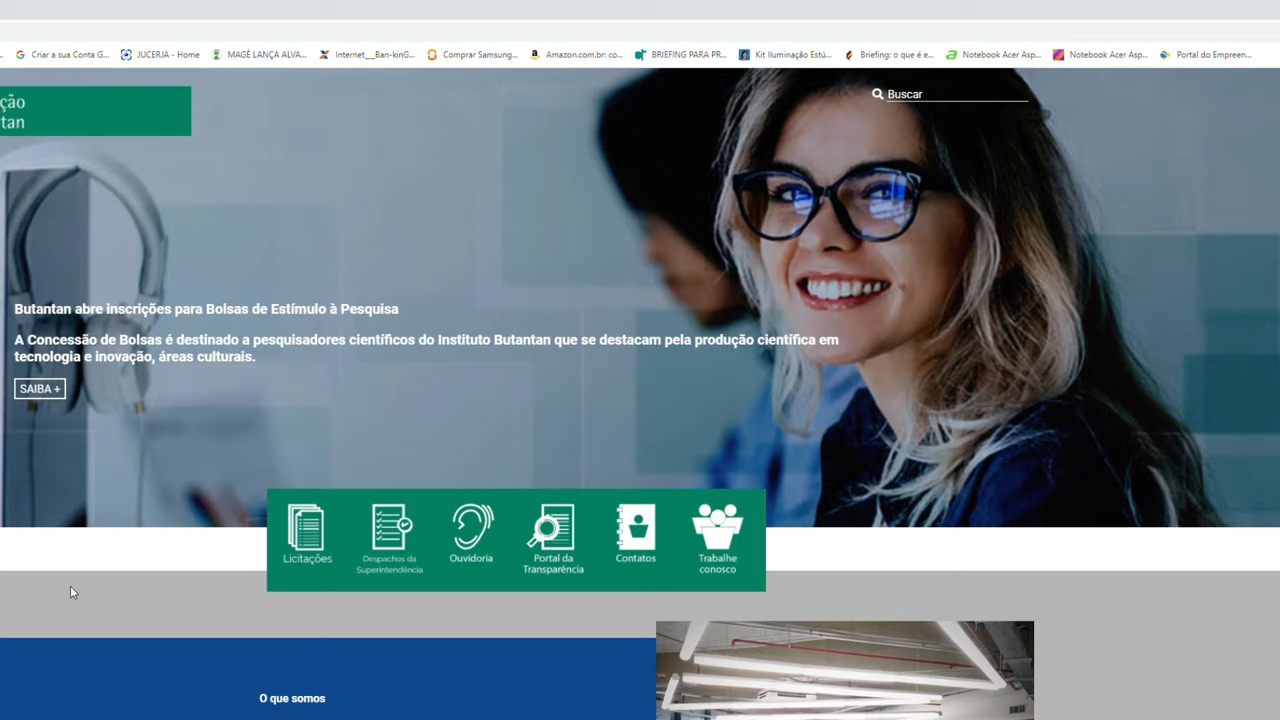 Criar a sua Conta G...
JUCERJA - Home
MAGÉ LANÇA ALVA...
Internet__Ban-kinG...
Comprar Samsung...
Amazon.com.br: co...
BRIEFING PARA PR...
Kit Iluminação Estú...
Briefing: o que é e...
Notebook Acer Asp...
Notebook Acer Asp...
Portal do Empreen...
ção
tan
Buscar
Butantan abre inscrições para Bolsas de Estímulo à Pesquisa
A Concessão de Bolsas é destinado a pesquisadores científicos do Instituto Butantan que se destacam pela produção científica em
tecnologia e inovação, áreas culturais.
SAIBA +
Licitações
Despachos da
Superintendência
Ouvidoria
Portal da
Transparência
Contatos
Trabalhe
conosco
O que somos